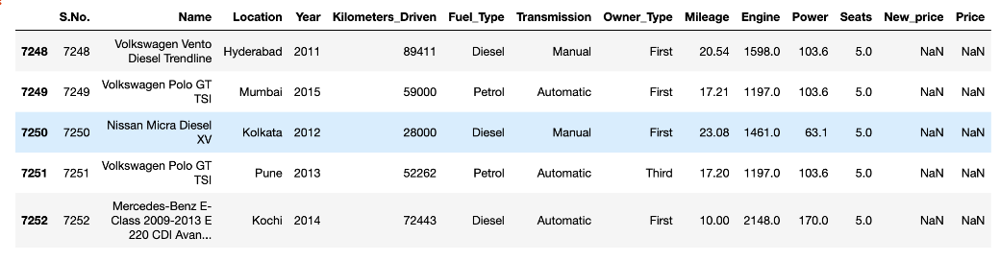 S.No. Name Location Year Kilometers_Driven Fuel_Type Transmission Owner_Type Mileage Engine Power Seats New_price Price
7248 7248 Volkswagen Vento Diesel Trendline Hyderabad 2011 89411 Diesel Manual First 20.54 1598.0 103.6 5.0 NaN NaN
7249 7249 Volkswagen Polo GT TSI Mumbai 2015 59000 Petrol Automatic First 17.21 1197.0 103.6 5.0 NaN NaN
7250 7250 Nissan Micra Diesel XV Kolkata 2012 28000 Diesel Manual First 23.08 1461.0 63.1 5.0 NaN NaN
7251 7251 Volkswagen Polo GT TSI Pune 2013 52262 Petrol Automatic Third 17.20 1197.0 103.6 5.0 NaN NaN
7252 7252 Mercedes-Benz E-Class 2009-2013 E 220 CDI Avan... Kochi 2014 72443 Diesel Automatic First 10.00 2148.0 170.0 5.0 NaN NaN